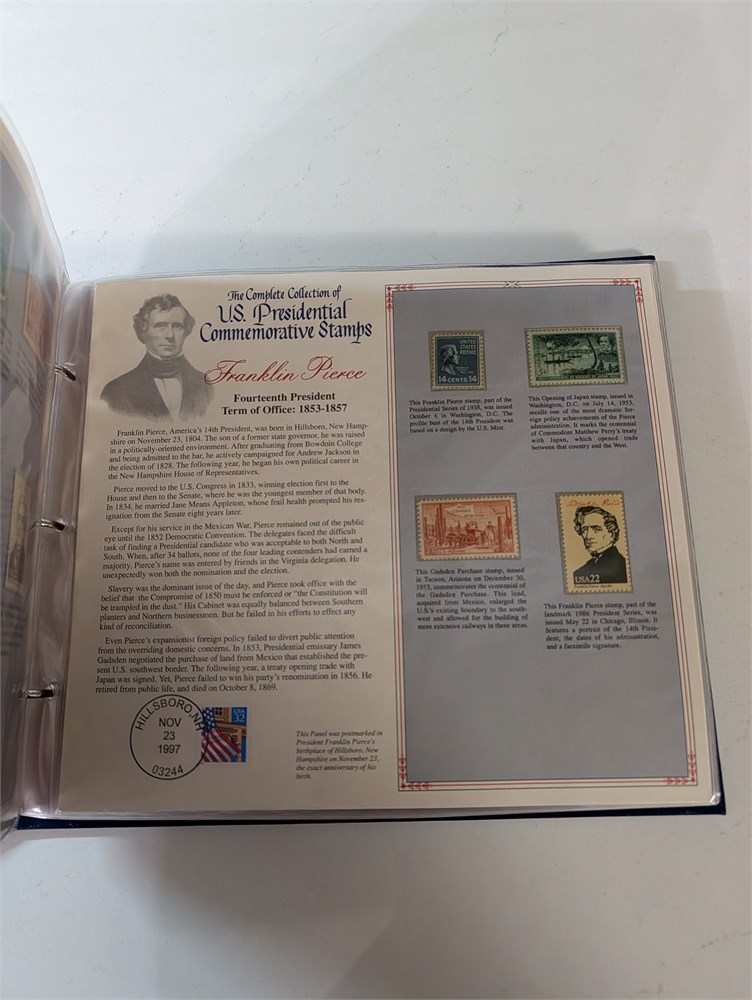 The Complete Collection of
U.S. Presidential
Commemorative Stamps
Franklin Pierce
Fourteenth President
Term of Office: 1853-1857
Franklin Pierce, America's 14th President, was born in Hillsboro, New Hamp-
shire on November 23, 1804. The son of a former state governor, he was raised
in a politically-oriented environment. After graduating from Bowdoin College
and being admitted to the bar, he actively campaigned for Andrew Jackson in
the election of 1828. The following year, he began his own political career in
the New Hampshire House of Representatives.
Pierce moved to the U.S. Congress in 1833, winning election first to the
House and then to the Senate, where he was the youngest member of that body.
In 1834, he married Jane Means Appleton, whose frail health prompted his res-
ignation from the Senate eight years later.
Except for his service in the Mexican War, Pierce remained out of the public
eye until the 1852 Democratic Convention. The delegates faced the difficult
task of finding a Presidential candidate who was acceptable to both North and
South. When, after 34 ballots, none of the four leading contenders had earned a
majority, Pierce's name was entered by friends in the Virginia delegation. He
unexpectedly won both the nomination and the election.
Slavery was the dominant issue of the day, and Pierce took office with the
belief that the Compromise of 1850 must be enforced or "the Constitution will
be trampled in the dust." His Cabinet was equally balanced between Southern
planters and Northern businessmen. But he failed in his efforts to effect any
kind of reconciliation.
Even Pierce's expansionist foreign policy failed to divert public attention
from the overriding domestic concerns. In 1853, Presidential emissary James
Gadsden negotiated the purchase of land from Mexico that established the pre-
sent U.S. southwest border. The following year, a treaty opening trade with
Japan was signed. Yet, Pierce failed to win his party's renomination in 1856. He
retired from public life, and died on October 8, 1869.
HILLSBORO, NH
NOV
23
1997
03244
USA
32
This Panel was postmarked in
President Franklin Pierce's
birthplace of Hillsboro, New
Hampshire on November 23,
the exact anniversary of his
birth.
UNITED
STATES
POSTAGE
14 CENTS 14
5¢
This Franklin Pierce stamp, part of the
Presidential Series of 1938, was issued
October 6 in Washington, D.C. The
profile bust of the 14th President was
based on a design by the U.S. Mint.
This Opening of Japan stamp, issued in
Washington, D.C. on July 14, 1953,
recalls one of the most dramatic for-
eign policy achievements of the Pierce
administration. It marks the centennial
of Commodore Matthew Perry's treaty
with Japan, which opened trade
between that country and the West.
This Gadsden Purchase stamp, issued
in Tucson, Arizona on December 30,
1953, commemorates the centennial of
the Gadsden Purchase. This land,
acquired from Mexico, enlarged the
U.S's existing boundary to the south-
west and allowed for the building of
more extensive railways in these areas.
USA22
This Franklin Pierce stamp, part of the
landmark 1986 President Series, was
issued May 22 in Chicago, Illinois. It
features a portrait of the 14th Presi-
dent, the dates of his administration,
and a facsimile signature.